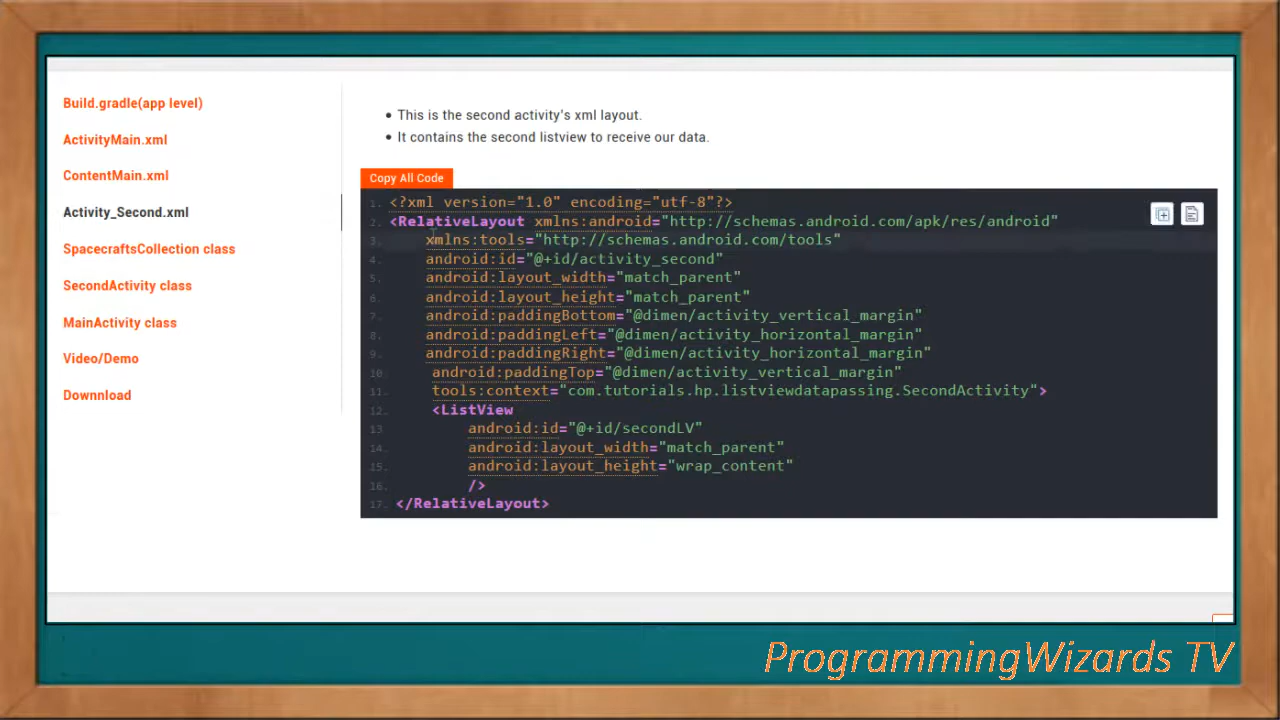 Build.gradle(app level)
ActivityMain.xml
ContentMain.xml
Activity_Second.xml
SpacecraftsCollection class
SecondActivity class
MainActivity class
Video/Demo
Downnload
This is the second activity's xml layout.
It contains the second listview to receive our data.
Copy All Code
1. <?xml version="1.0" encoding="utf-8"?>
2. <RelativeLayout xmlns:android="http://schemas.android.com/apk/res/android"
3. xmlns:tools="http://schemas.android.com/tools"
4. android:id="@+id/activity_second"
5. android:layout_width="match_parent"
6. android:layout_height="match_parent"
7. android:paddingBottom="@dimen/activity_vertical_margin"
8. android:paddingLeft="@dimen/activity_horizontal_margin"
9. android:paddingRight="@dimen/activity_horizontal_margin"
10. android:paddingTop="@dimen/activity_vertical_margin"
11. tools:context="com.tutorials.hp.listviewdatapassing.SecondActivity">
12. <ListView
13. android:id="@+id/secondLV"
14. android:layout_width="match_parent"
15. android:layout_height="wrap_content"
16. />
17. </RelativeLayout>
ProgrammingWizards TV